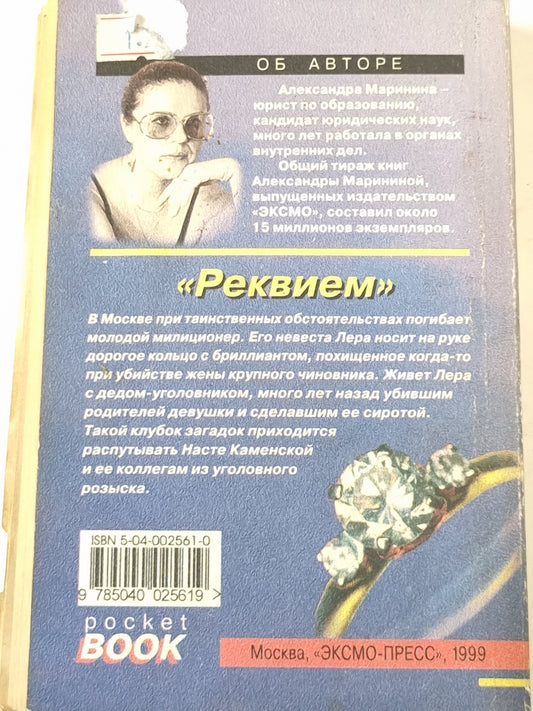 ОБ АВТОРЕ
Александра Маринина –
юрист по образованию,
кандидат юридических наук,
много лет работала в органах
внутренних дел.
Общий тираж книг
Александры Марининой,
выпущенных издательством
«ЭКСМО», составил около
15 миллионов экземпляров.
«Реквием»
В Москве при таинственных обстоятельствах погибает
молодой милиционер. Его невеста Лера носит на руке
дорогое кольцо с бриллиантом, похищенное когда-то
при убийстве жены крупного чиновника. Живет Лера
с дедом-уголовником, много лет назад убившим
родителей девушки и сделавшим ее сиротой.
Такой клубок загадок приходится
распутывать Насте Каменской
и ее коллегам из уголовного
розыска.
ISBN 5-04-002561-0
9 785040 025619 >
pocket
BOOK
Москва, «ЭКСМО-ПРЕСС», 1999